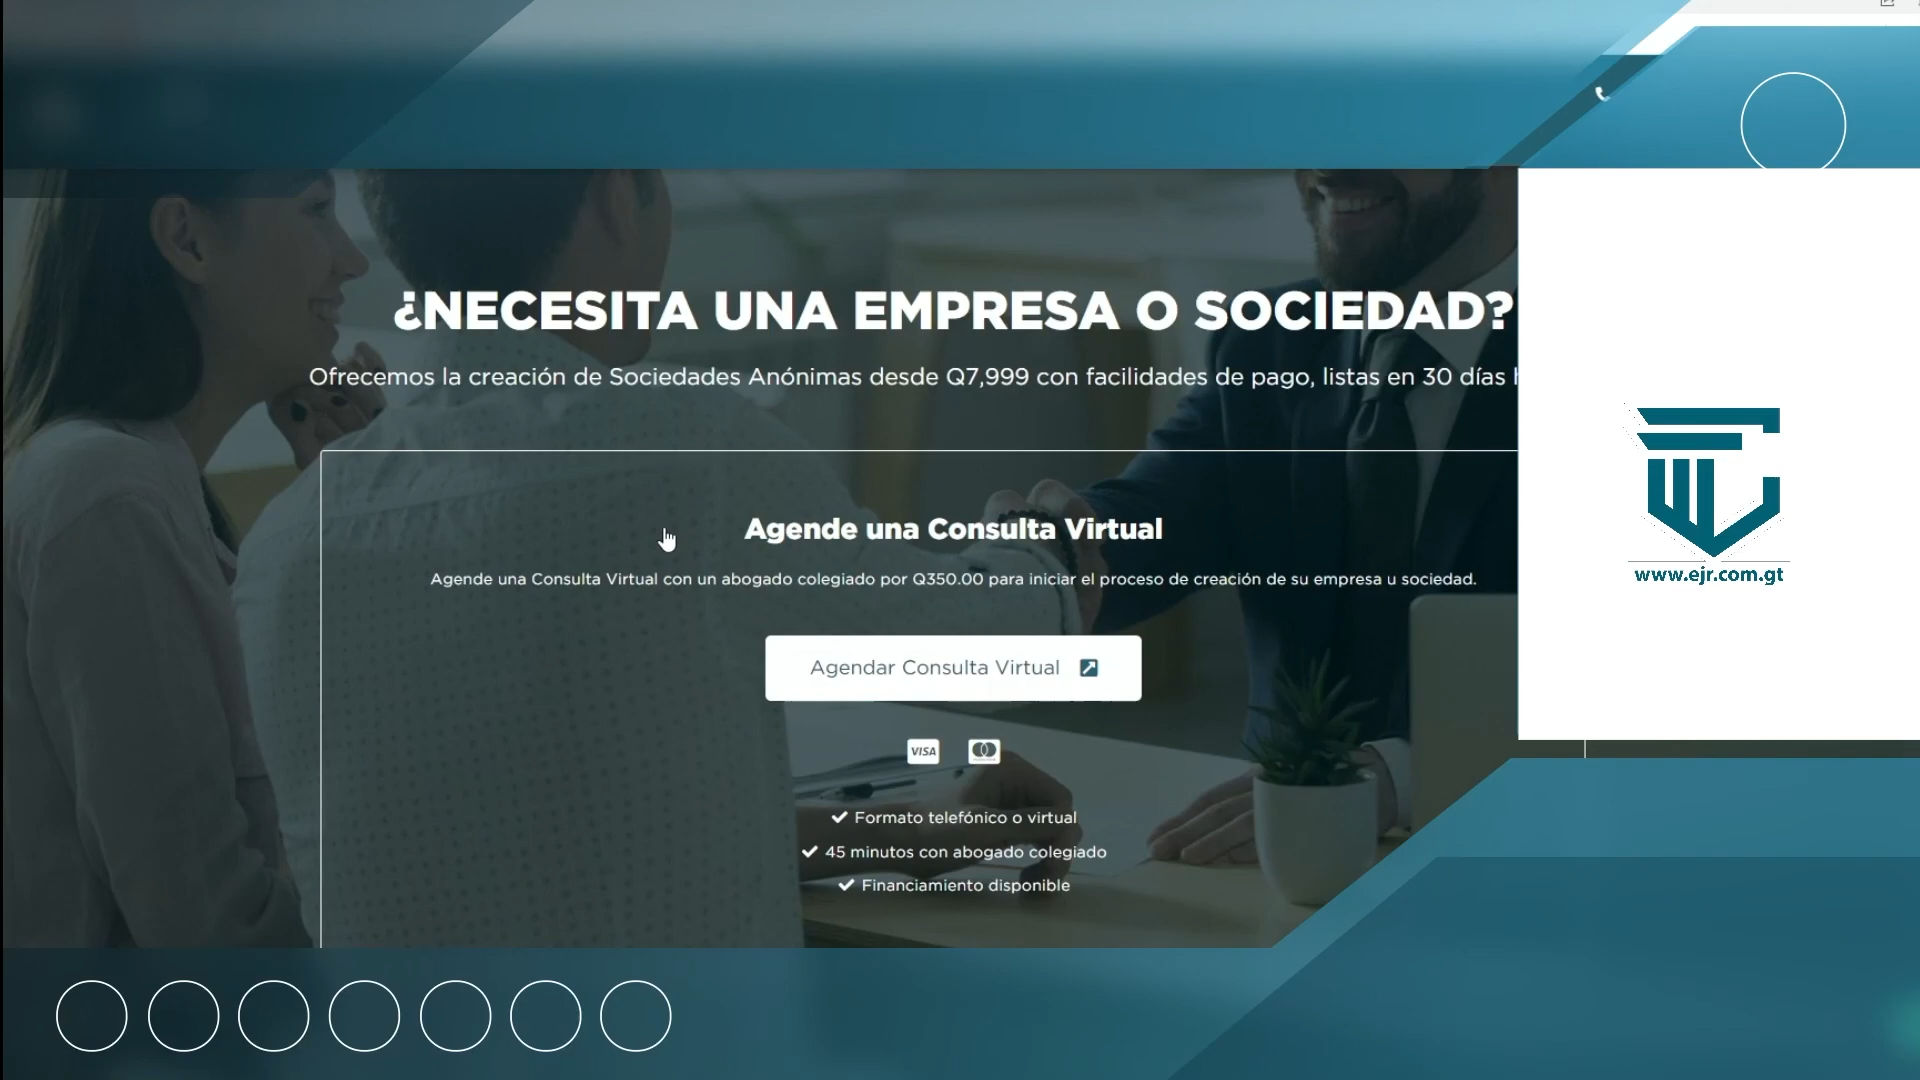 ¿NECESITA UNA EMPRESA O SOCIEDAD?
Ofrecemos la creación de Sociedades Anónimas desde Q7,999 con facilidades de pago, listas en 30 días
Agende una Consulta Virtual
Agende una Consulta Virtual con un abogado colegiado por Q350.00 para iniciar el proceso de creación de su empresa u sociedad.
Agendar Consulta Virtual
VISA
Formato telefónico o virtual
45 minutos con abogado colegiado
Financiamiento disponible
www.ejr.com.gt